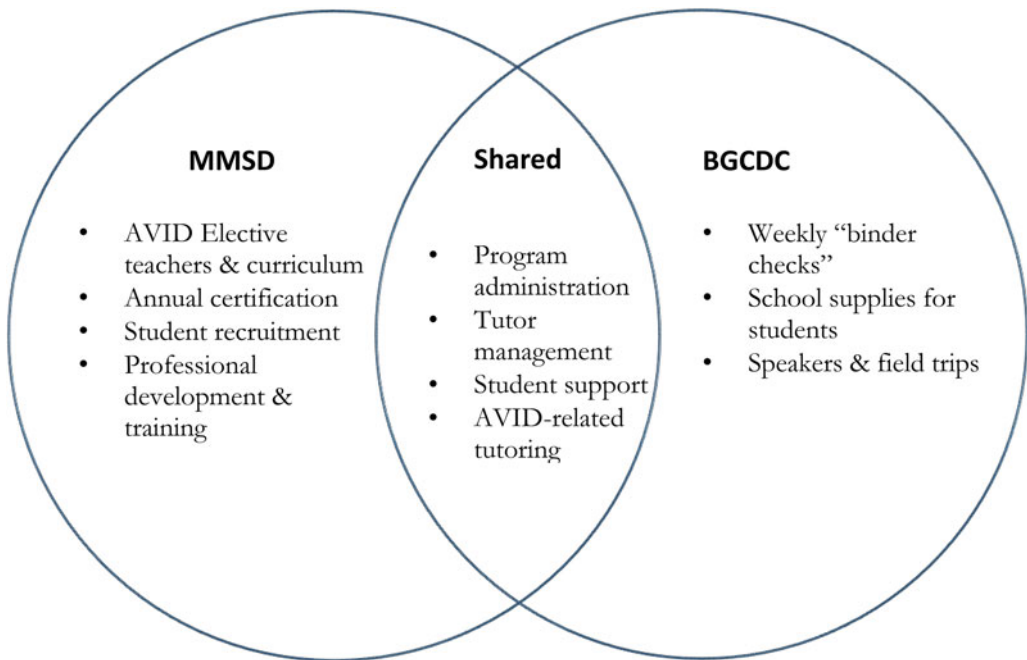 MMSD
• AVID Elective
teachers & curriculum
• Annual certification
• Student recruitment
• Professional
development &
training
Shared
• Program
administration
• Tutor
management
• Student support
• AVID-related
tutoring
BGCDC
• Weekly “binder
checks”
• School supplies for
students
• Speakers & field trips